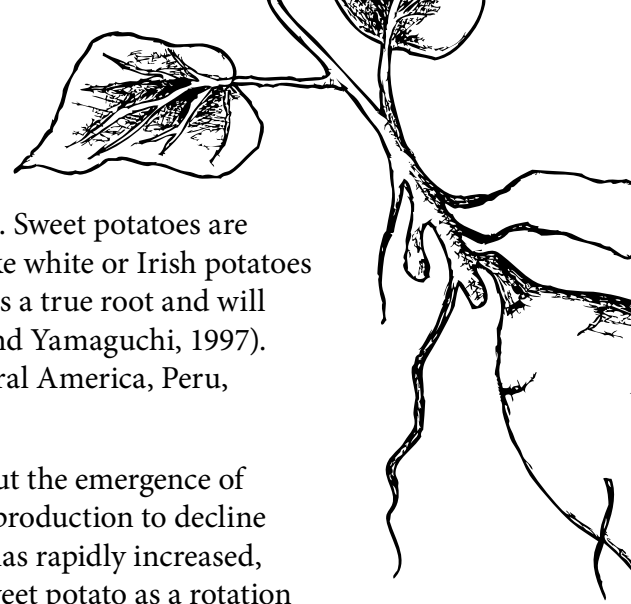 . Sweet potatoes are
ke white or Irish potatoes
s a true root and will
nd Yamaguchi, 1997).
ral America, Peru,
ut the emergence of
production to decline
as rapidly increased,
eet potato as a rotation